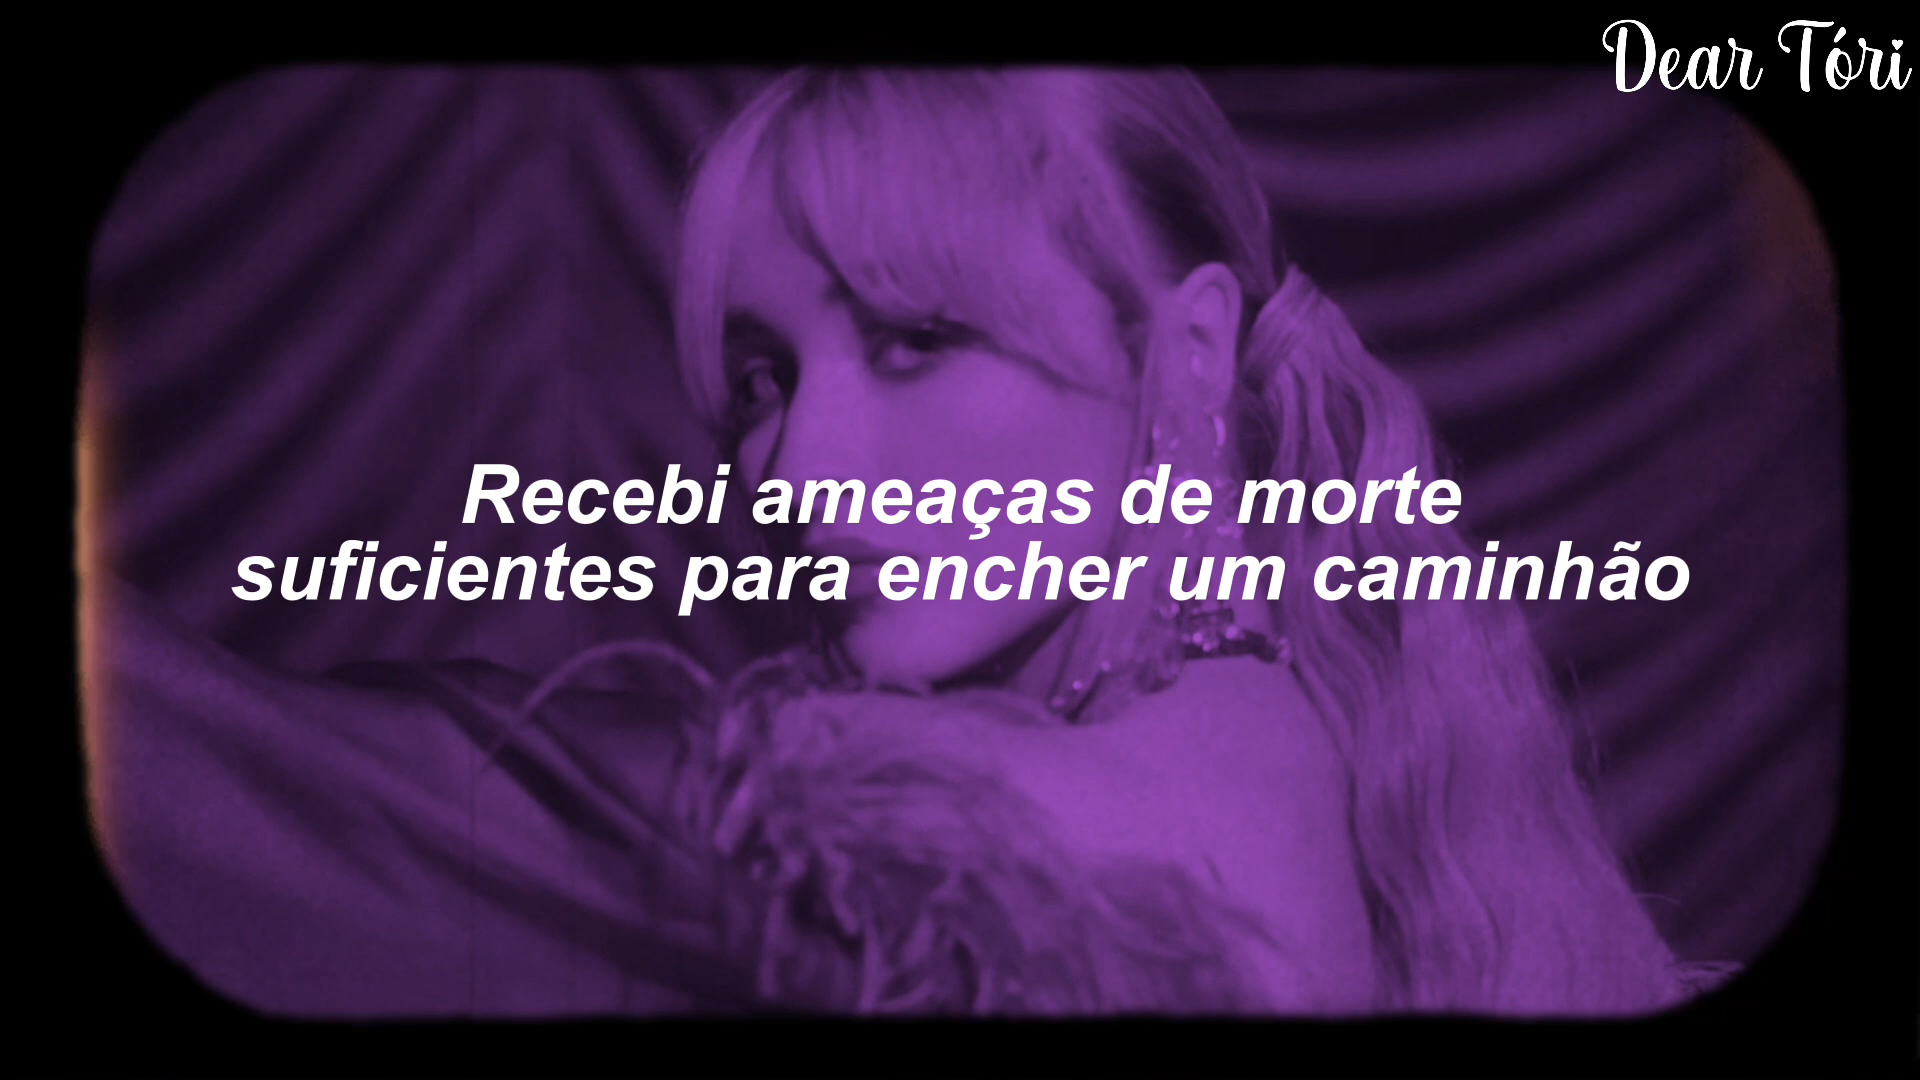 Dear Tóri
Recebi ameaças de morte
suficientes para encher um caminhão